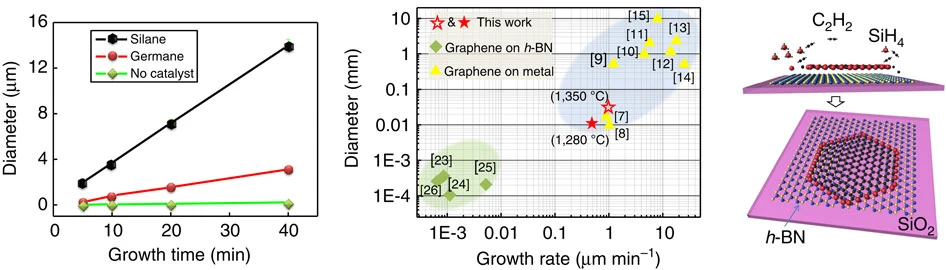 16
12
8
4
0
Diameter (μm)
Silane
Germane
No catalyst
0
10
20
30
40
Growth time (min)
10
1
0.1
0.01
1E-3
1E-4
Diameter (mm)
& This work
Graphene on h-BN
Graphene on metal
[15]
[13]
[11]
[10]
[12]
[9]
[14]
(1,350 °C)
[7]
(1,280 °C)
[8]
[23]
[25]
[26]
[24]
1E-3
0.01
0.1
1
10
Growth rate (μm min⁻¹)
C₂H₂
SiH₄
h-BN
SiO₂